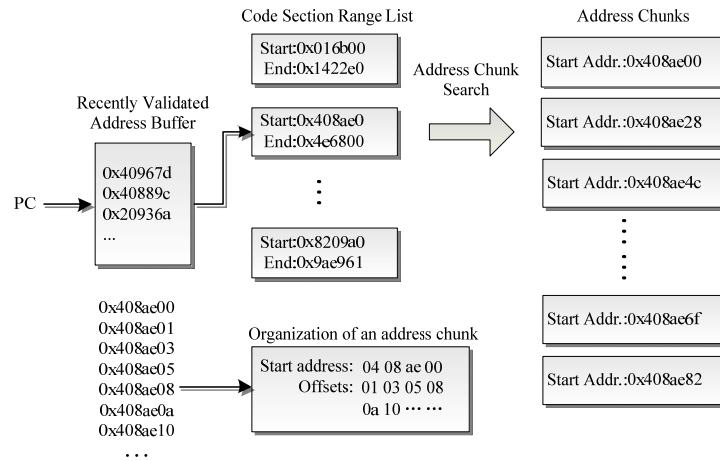 Code Section Range List
Address Chunks
Start:0x016b00
End:0x1422e0
Start Addr.:0x408ae00
Address Chunk
Search
Recently Validated
Address Buffer
Start:0x408ae0
End:0x4e6800
Start Addr.:0x408ae28
0x40967d
0x40889c
0x20936a
...
PC
Start Addr.:0x408ae4c
Start:0x8209a0
End:0x9ae961
0x408ae00
0x408ae01
0x408ae03
0x408ae05
0x408ae08
0x408ae0a
0x408ae10
...
Organization of an address chunk
Start address: 04 08 ae 00
Offsets: 01 03 05 08
0a 10 ... ...
Start Addr.:0x408ae6f
Start Addr.:0x408ae82